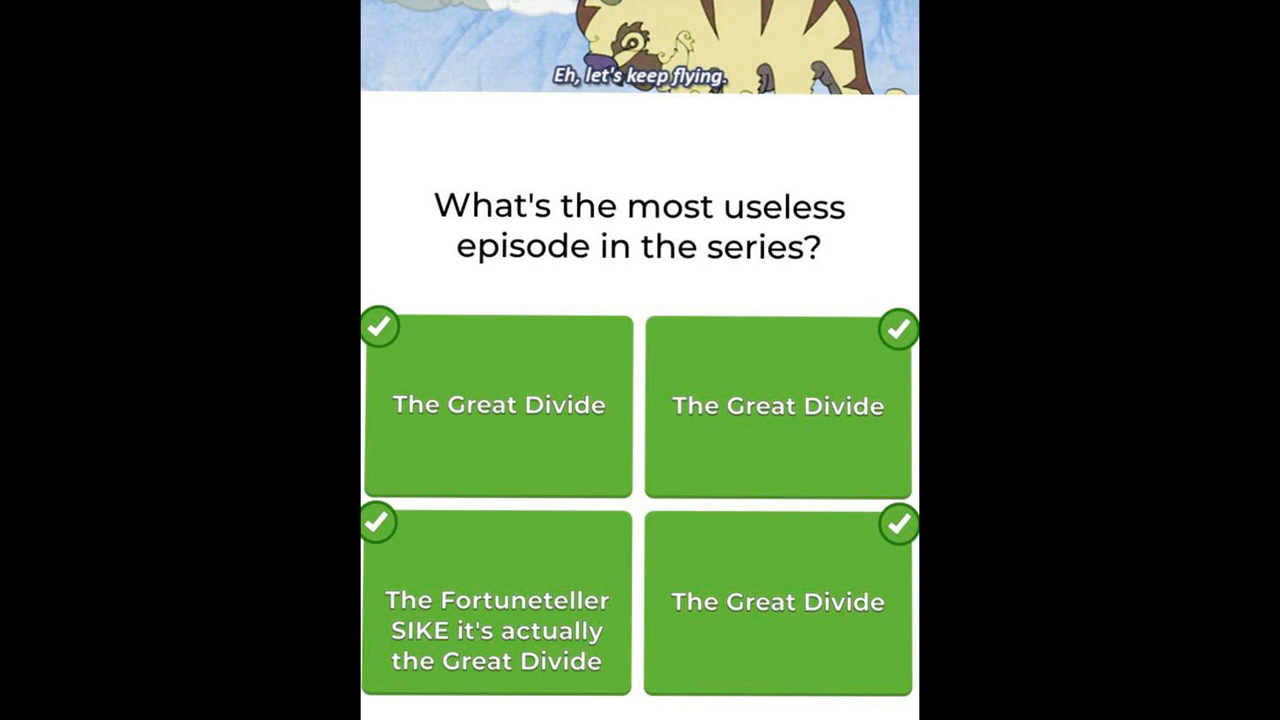 Eh, let's keep flying.
What's the most useless
episode in the series?
The Great Divide
The Great Divide
The Fortuneteller
SIKE it's actually
the Great Divide
The Great Divide